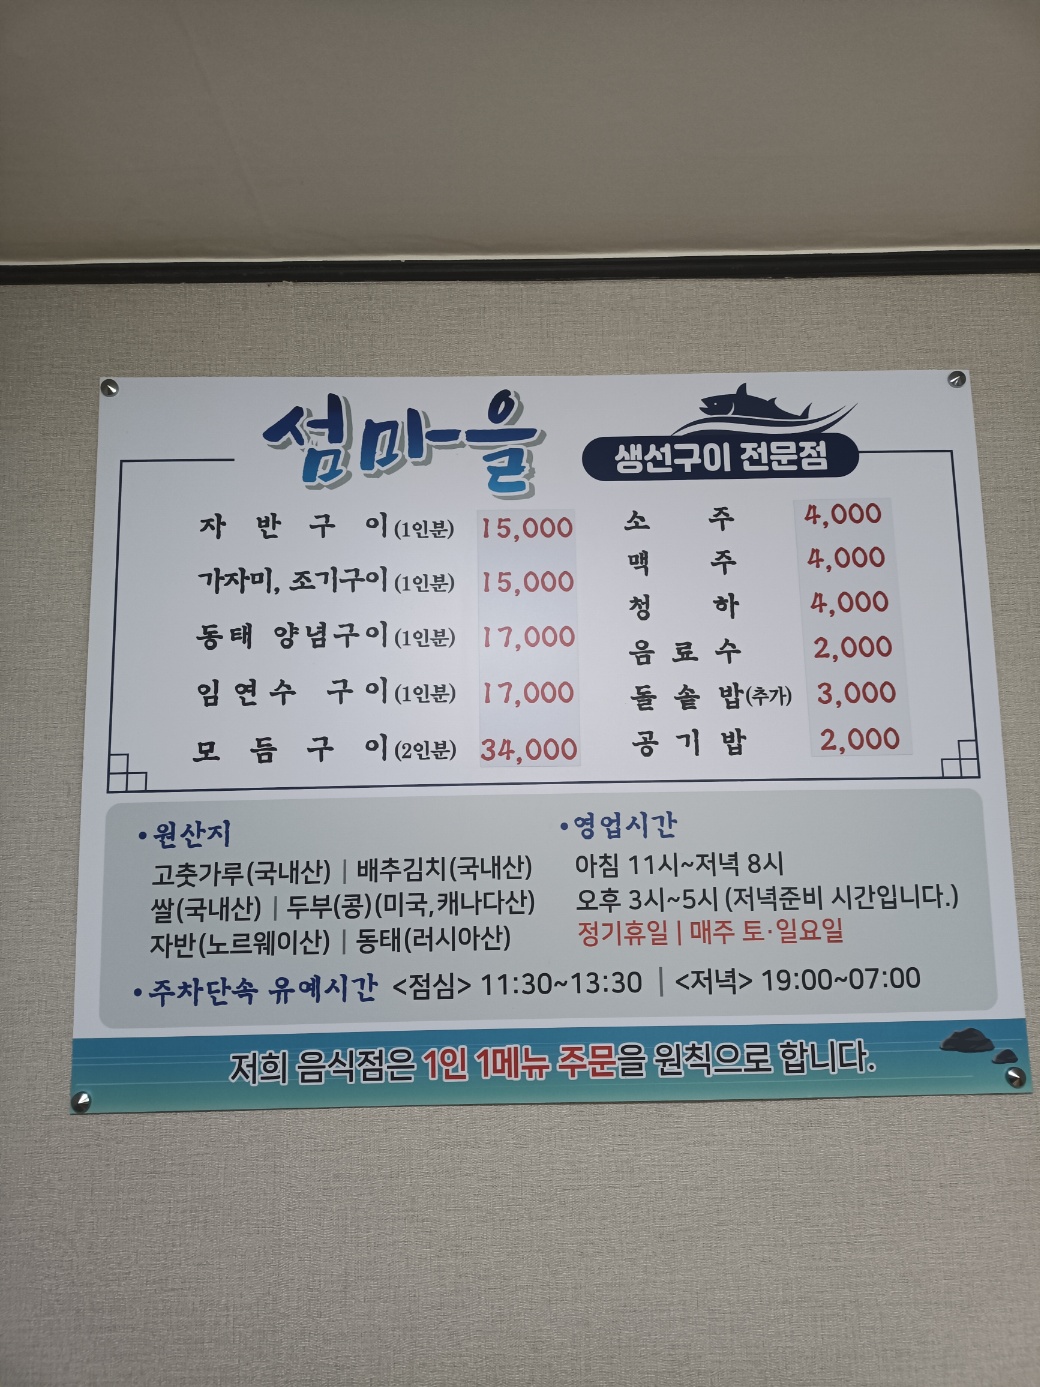 섬마을
생선구이 전문점
자반구이(1인분) 15,000
가자미, 조기구이(1인분) 15,000
동태 양념구이(1인분) 17,000
임연수 구이(1인분) 17,000
모듬구이(2인분) 34,000
소주 4,000
맥주 4,000
청하 4,000
음료수 2,000
돌솥밥(추가) 3,000
공기밥 2,000
•원산지
고춧가루(국내산) | 배추김치(국내산)
쌀(국내산) | 두부(콩)(미국,캐나다산)
자반(노르웨이산) | 동태(러시아산)
•영업시간
아침 11시~저녁 8시
오후 3시~5시 (저녁준비 시간입니다.)
정기휴일 | 매주 토·일요일
•주차단속 유예시간 <점심> 11:30~13:30 | <저녁> 19:00~07:00
저희 음식점은 1인 1메뉴 주문을 원칙으로 합니다.